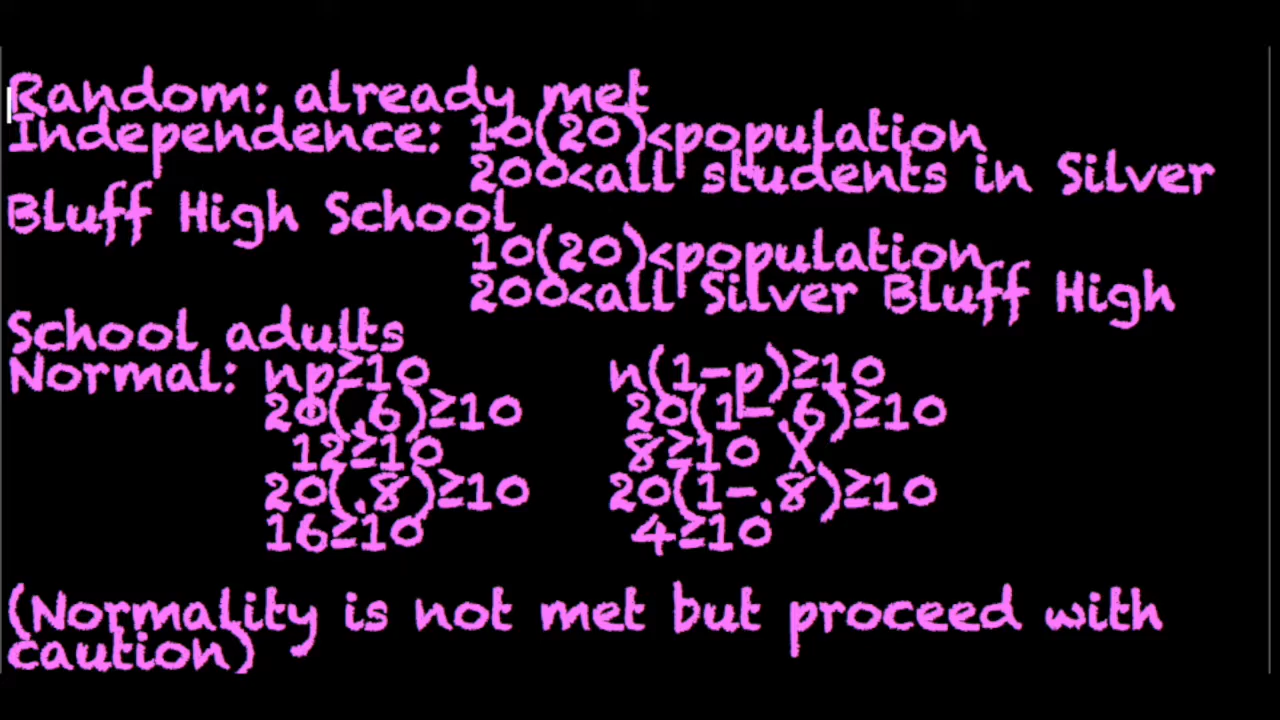 Random: already met
Independence: 10(20)<population
200<all students in Silver
Bluff High School
10(20)<population
200<all Silver Bluff High
School adults
Normal: np≥10 n(1-p)≥10
20(.6)≥10 20(1-.6)≥10
12≥10 8≥10 X
20(.8)≥10 20(1-.8)≥10
16≥10 4≥10
(Normality is not met but proceed with
caution)